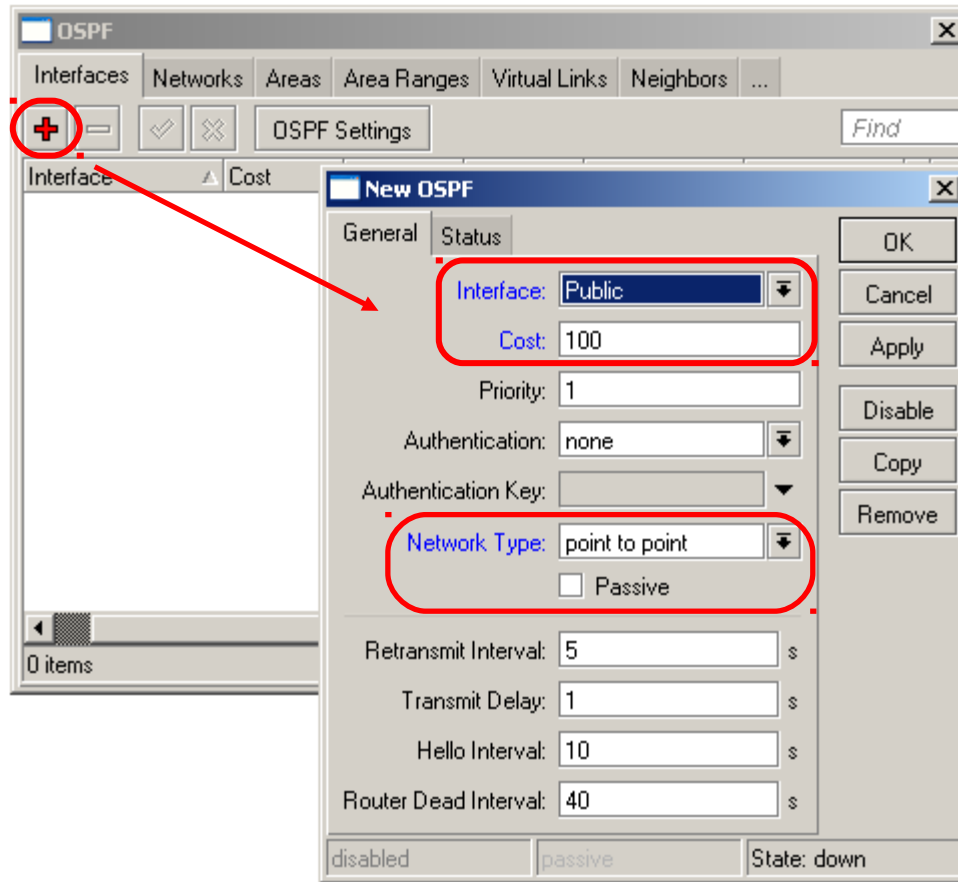 OSPF
Interfaces Networks Areas Area Ranges Virtual Links Neighbors ...
OSPF Settings Find
Interface Cost
New OSPF
General Status
OK
Interface: Public
Cancel
Cost: 100
Apply
Priority: 1
Disable
Authentication: none
Copy
Authentication Key:
Remove
Network Type: point to point
Passive
Retransmit Interval: 5 s
0 items
Transmit Delay: 1 s
Hello Interval: 10 s
Router Dead Interval: 40 s
disabled passive State: down